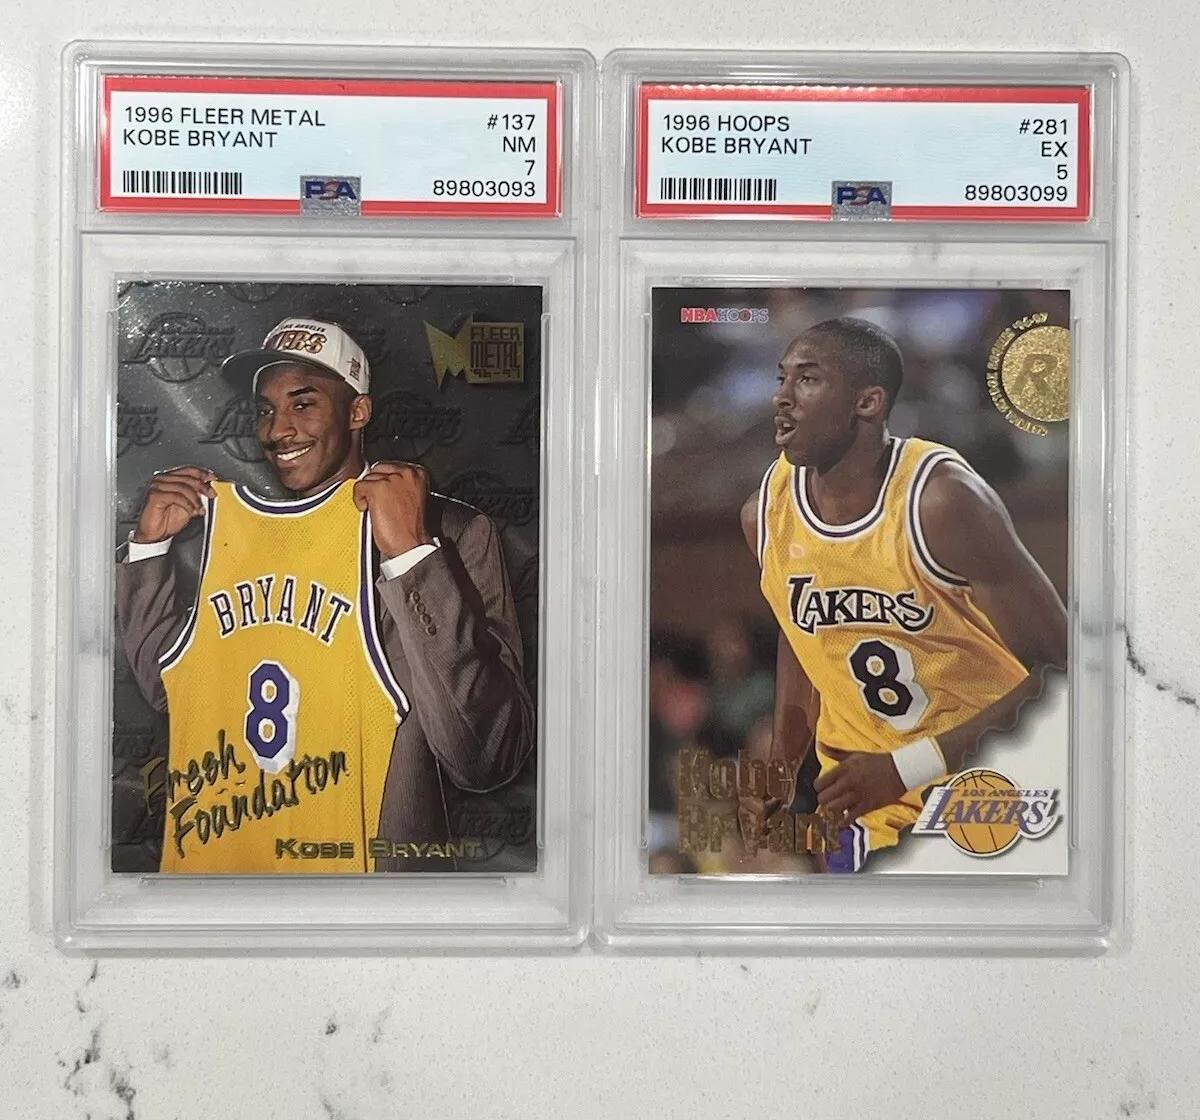 1996 FLEER METAL #137
KOBE BRYANT NM
7
PSA 89803093
1996 HOOPS #281
KOBE BRYANT EX
5
PSA 89803099
LOS ANGELES
FLEER
METAL
'96-97
LAKERS
BRYANT
8
Fresh
Foundation
KOBE BRYANT
NBA HOOPS
R
LAKERS
8
Kobe
Bryant
LOS ANGELES
LAKERS